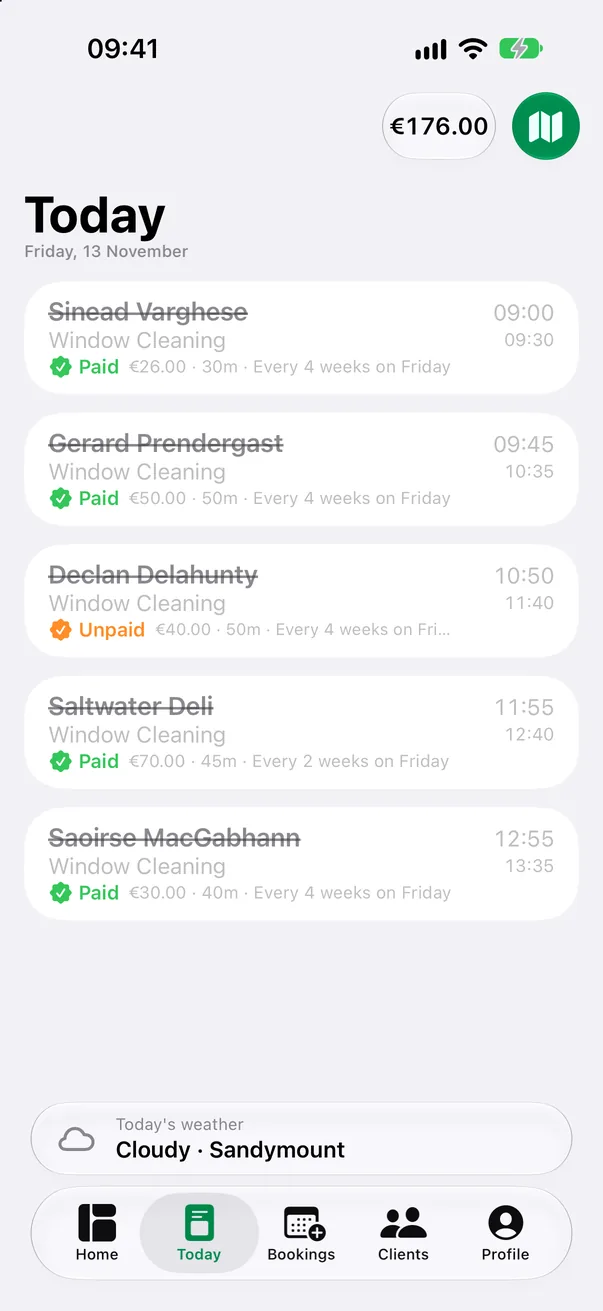 09:41
€176.00
Today
Friday, 13 November
Sinead Varghese 09:00
Window Cleaning 09:30
Paid €26.00 · 30m · Every 4 weeks on Friday
Gerard Prendergast 09:45
Window Cleaning 10:35
Paid €50.00 · 50m · Every 4 weeks on Friday
Declan Delahunty 10:50
Window Cleaning 11:40
Unpaid €40.00 · 50m · Every 4 weeks on Fri...
Saltwater Deli 11:55
Window Cleaning 12:40
Paid €70.00 · 45m · Every 2 weeks on Friday
Saoirse MacGabhann 12:55
Window Cleaning 13:35
Paid €30.00 · 40m · Every 4 weeks on Friday
Today's weather
Cloudy · Sandymount
Home Today Bookings Clients Profile